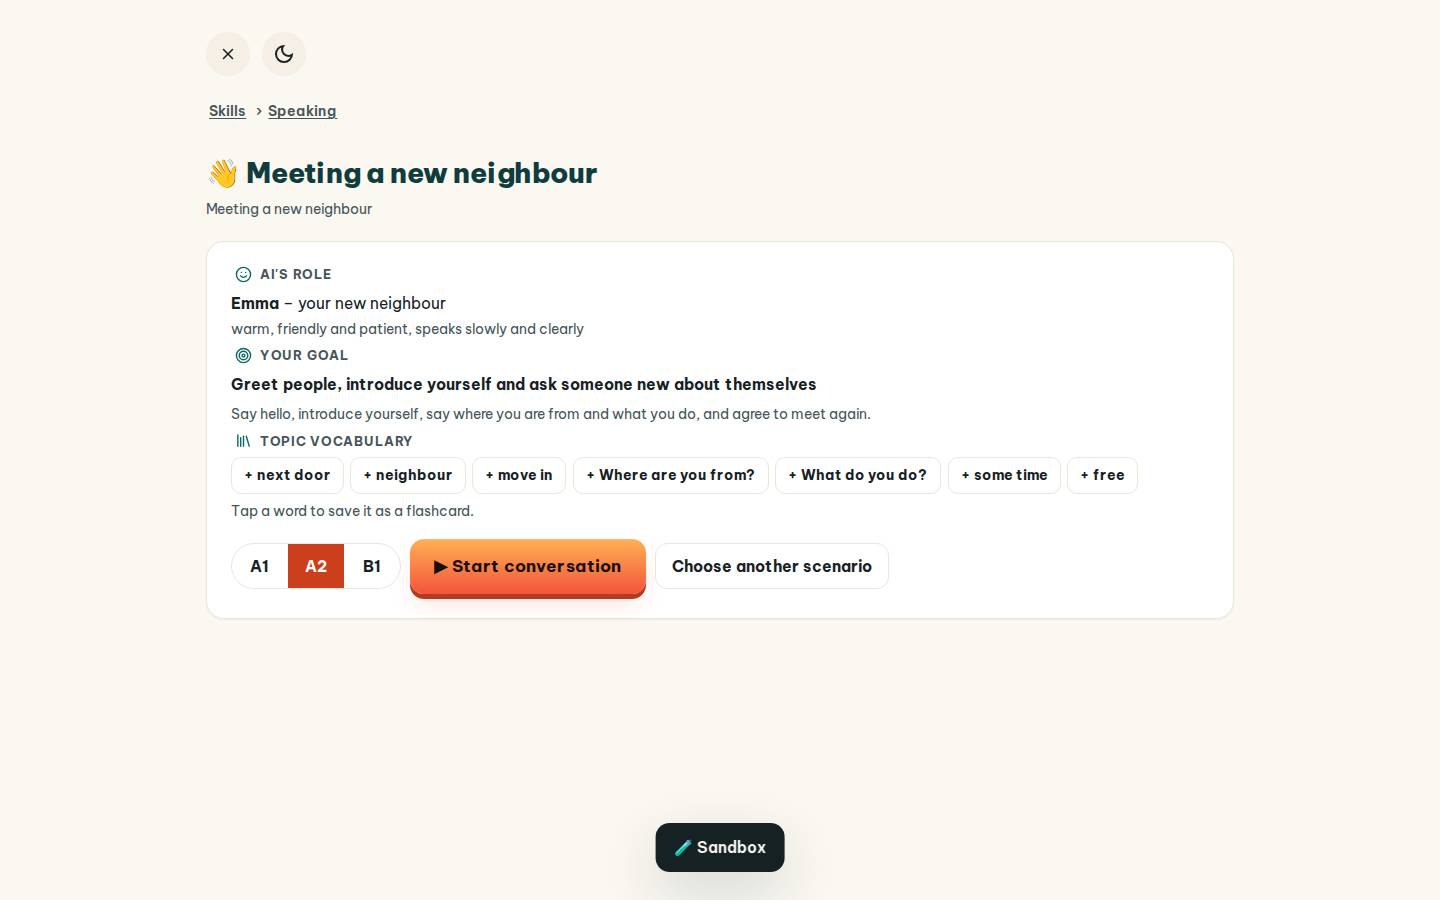 Skills › Speaking
👋 Meeting a new neighbour
Meeting a new neighbour
AI'S ROLE
Emma – your new neighbour
warm, friendly and patient, speaks slowly and clearly
YOUR GOAL
Greet people, introduce yourself and ask someone new about themselves
Say hello, introduce yourself, say where you are from and what you do, and agree to meet again.
TOPIC VOCABULARY
+ next door + neighbour + move in + Where are you from? + What do you do? + some time + free
Tap a word to save it as a flashcard.
A1 A2 B1 ▶ Start conversation Choose another scenario
🧪 Sandbox